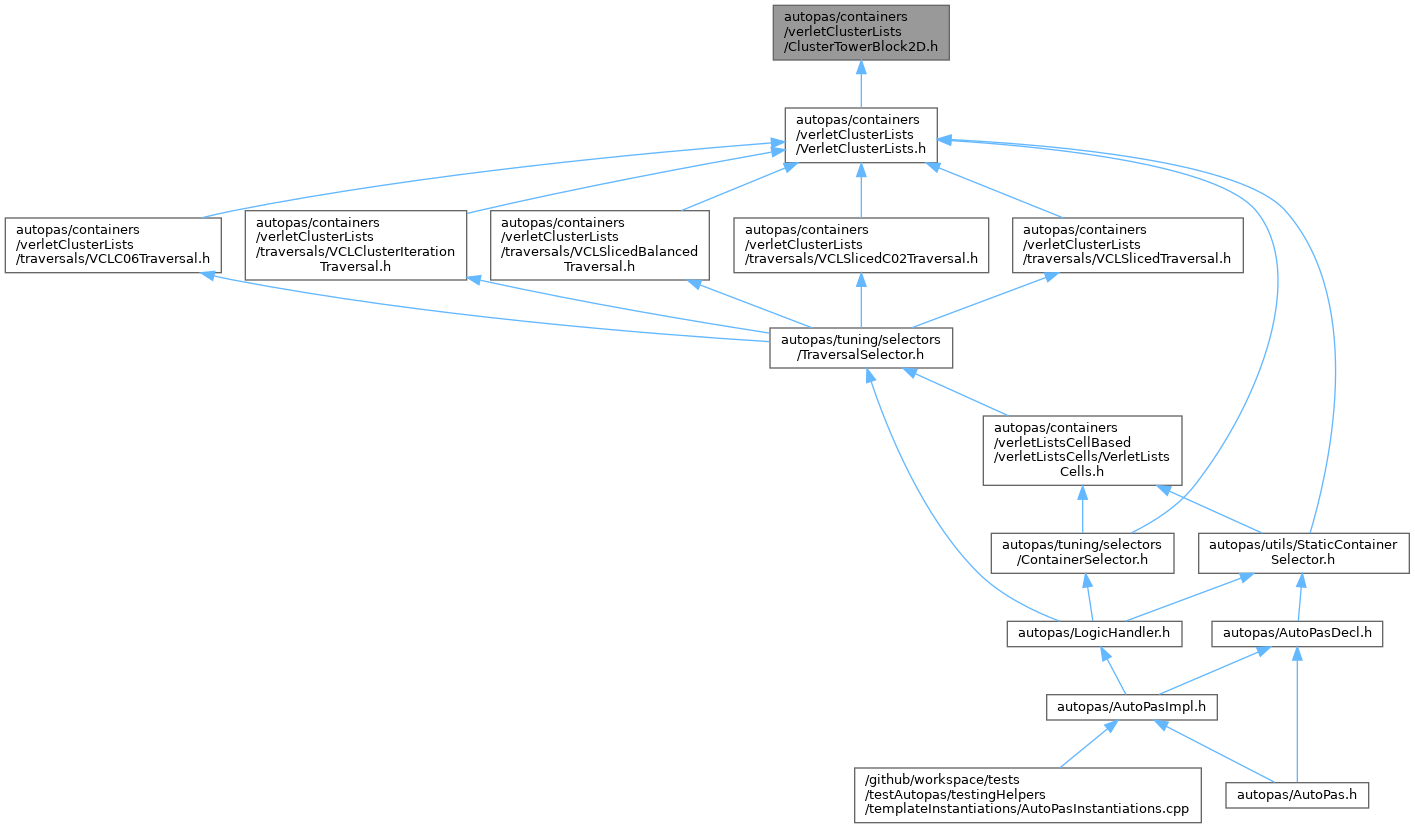 autopas/containers
/verletClusterLists
/ClusterTowerBlock2D.h
autopas/containers
/verletClusterLists
/VerletClusterLists.h
autopas/containers
/verletClusterLists
/traversals/VCLC06Traversal.h
autopas/containers
/verletClusterLists
/traversals/VCLClusterIteration
Traversal.h
autopas/containers
/verletClusterLists
/traversals/VCLSlicedBalanced
Traversal.h
autopas/containers
/verletClusterLists
/traversals/VCLSlicedC02Traversal.h
autopas/containers
/verletClusterLists
/traversals/VCLSlicedTraversal.h
autopas/tuning/selectors
/TraversalSelector.h
autopas/containers
/verletListsCellBased
/verletListsCells/VerletLists
Cells.h
autopas/tuning/selectors
/ContainerSelector.h
autopas/utils/StaticContainer
Selector.h
autopas/LogicHandler.h
autopas/AutoPasDecl.h
autopas/AutoPasImpl.h
/github/workspace/tests
/testAutopas/testingHelpers
/templateInstantiations/AutoPasInstantiations.cpp
autopas/AutoPas.h